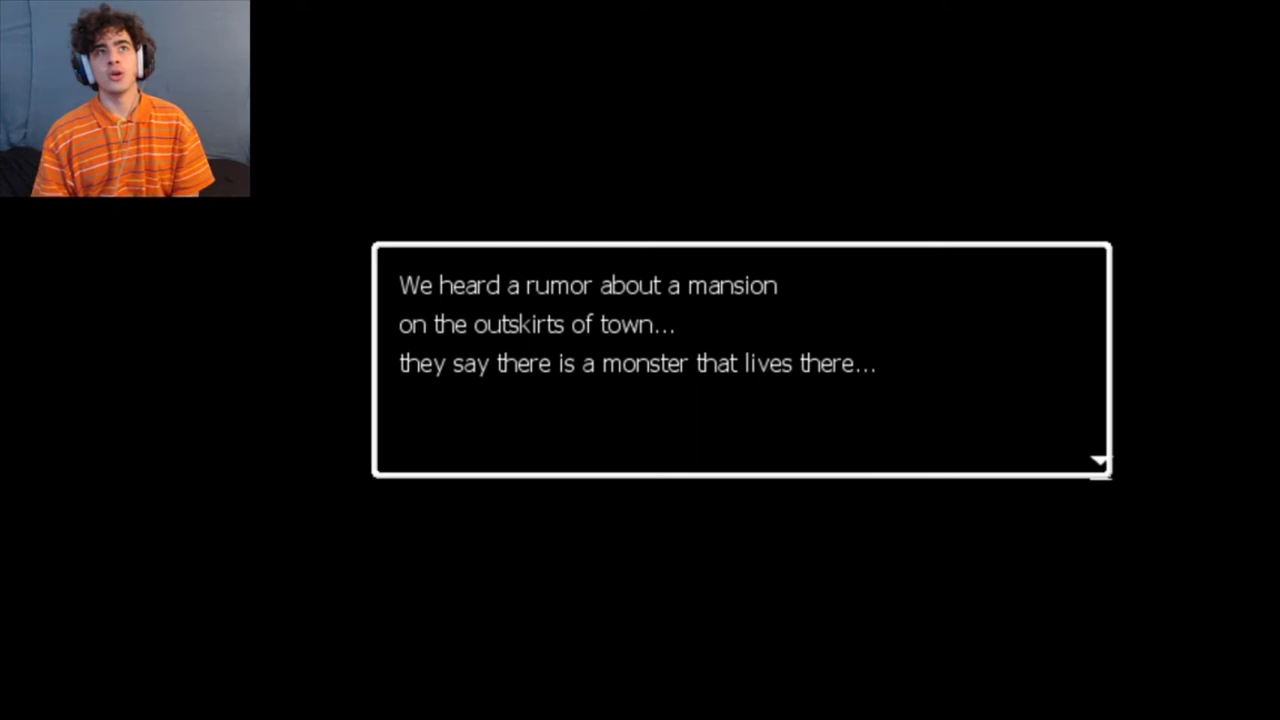 We heard a rumor about a mansion
on the outskirts of town...
they say there is a monster that lives there...